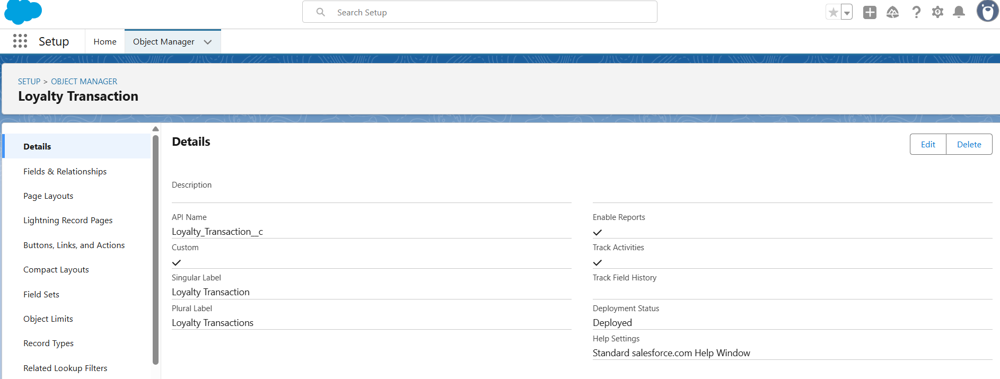 Search Setup
Setup
Home
Object Manager
SETUP > OBJECT MANAGER
Loyalty Transaction
Details
Fields & Relationships
Page Layouts
Lightning Record Pages
Buttons, Links, and Actions
Compact Layouts
Field Sets
Object Limits
Record Types
Related Lookup Filters
Details
Edit
Delete
Description
API Name
Loyalty_Transaction__c
Custom
Singular Label
Loyalty Transaction
Plural Label
Loyalty Transactions
Enable Reports
Track Activities
Track Field History
Deployment Status
Deployed
Help Settings
Standard salesforce.com Help Window